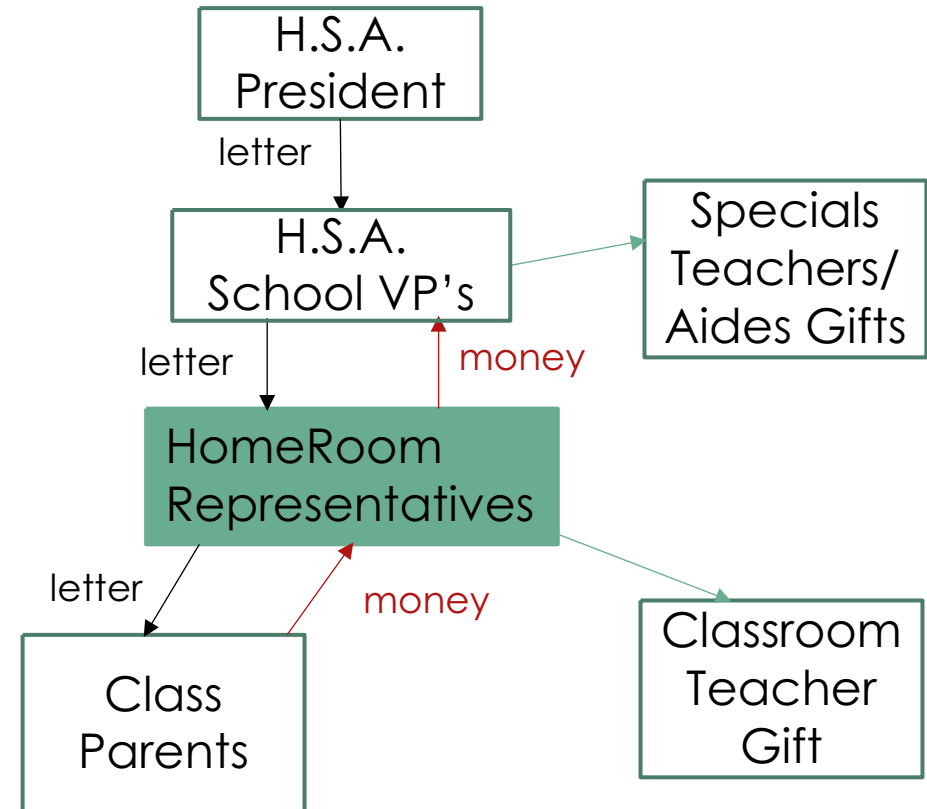 H.S.A.
President
letter
H.S.A.
School VP's
Specials
Teachers/
Aides Gifts
letter
money
HomeRoom
Representatives
letter
money
Class
Parents
Classroom
Teacher
Gift